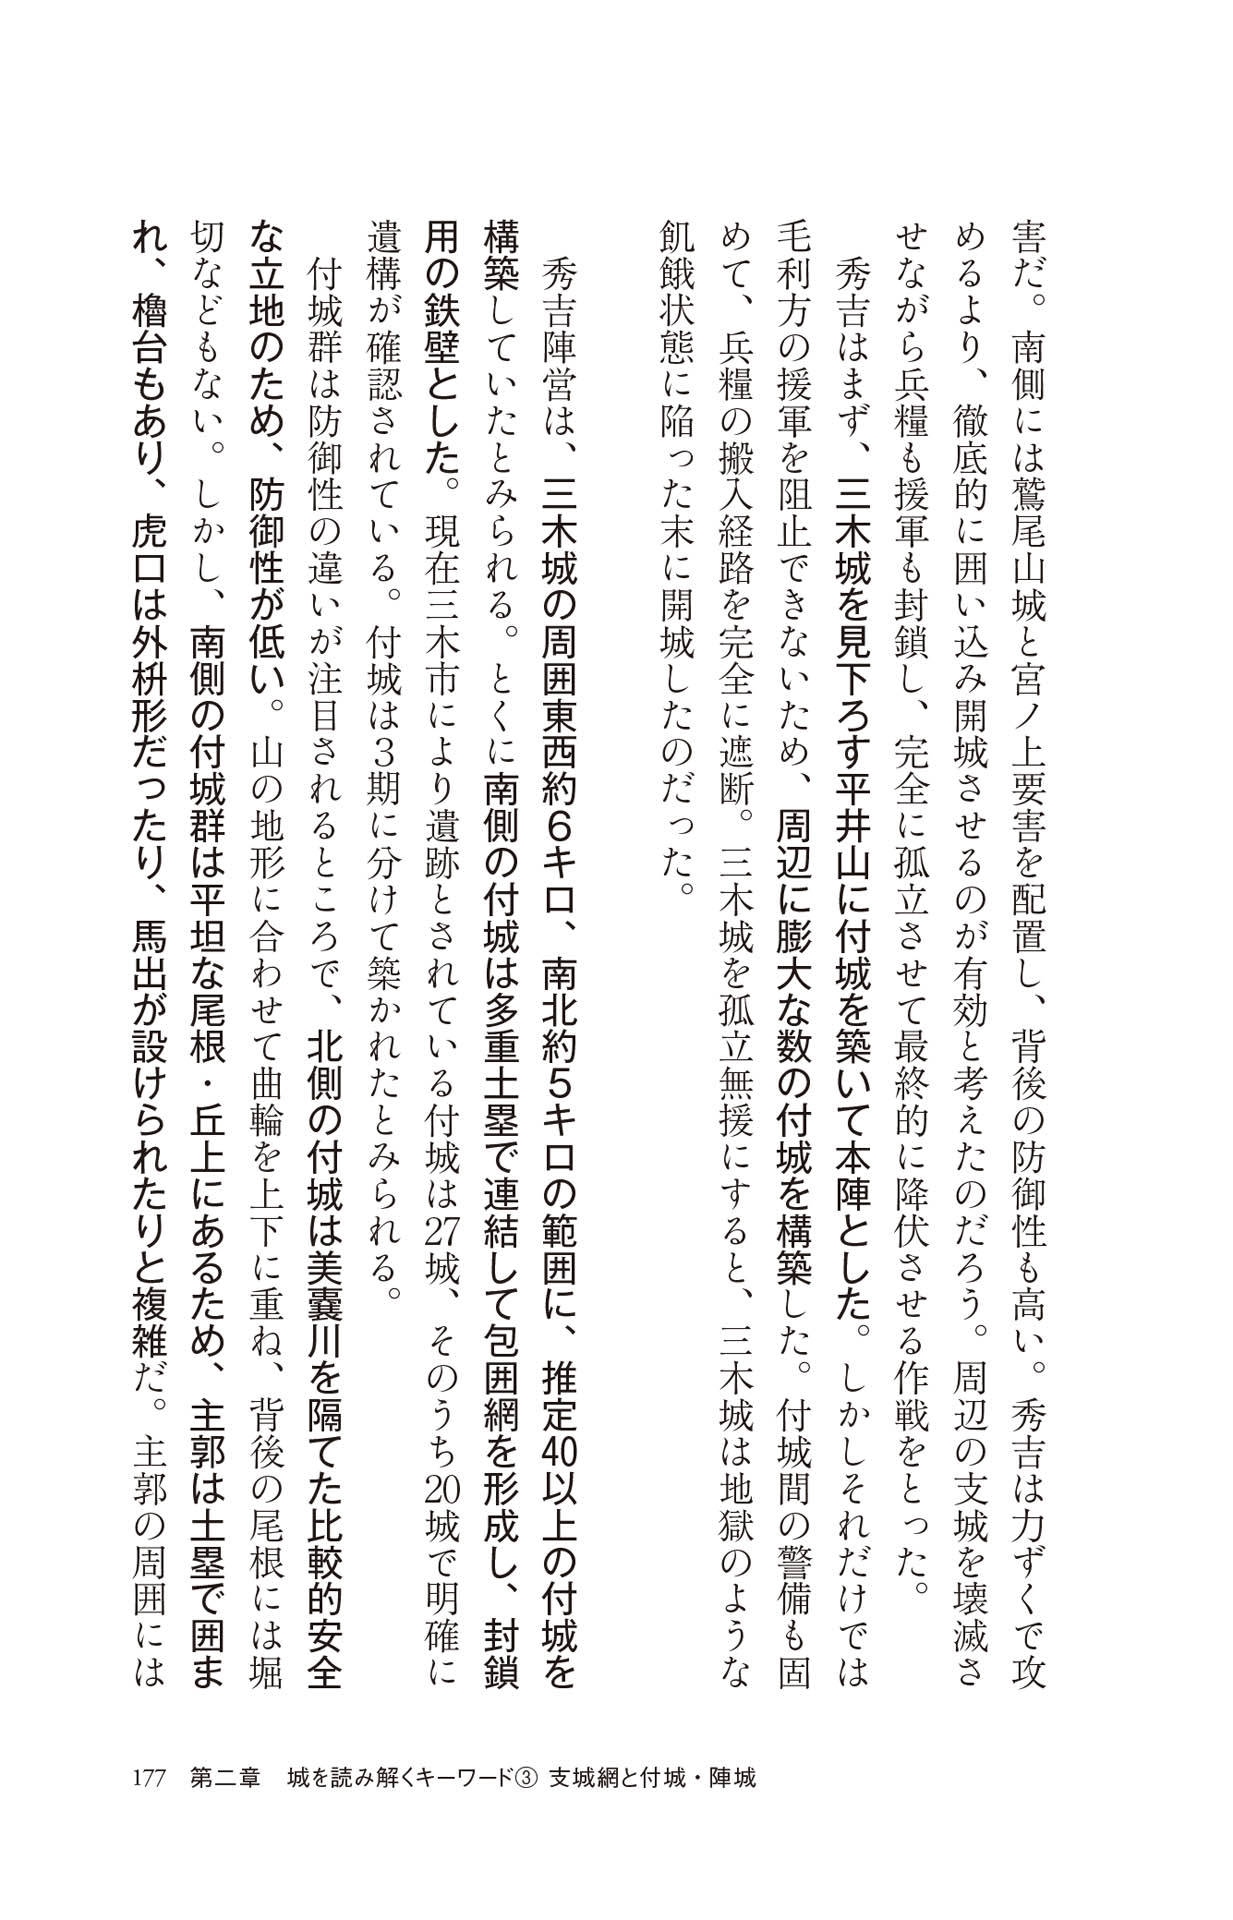 害だ。南側には鷲尾山城と宮ノ上要害を配置し、背後の防御性も高い。秀吉は力ずくで攻
めるより、徹底的に囲い込み開城させるのが有効と考えたのだろう。周辺の支城を壊滅さ
せながら兵糧も援軍も封鎖し、完全に孤立させて最終的に降伏させる作戦をとった。
　秀吉はまず、三木城を見下ろす平井山に付城を築いて本陣とした。しかしそれだけでは
毛利方の援軍を阻止できないため、周辺に膨大な数の付城を構築した。付城間の警備も固
めて、兵糧の搬入経路を完全に遮断。三木城を孤立無援にすると、三木城は地獄のような
飢餓状態に陥った末に開城したのだった。
　秀吉陣営は、三木城の周囲東西約6キロ、南北約5キロの範囲に、推定40以上の付城を
構築していたとみられる。とくに南側の付城は多重土塁で連結して包囲網を形成し、封鎖
用の鉄壁とした。現在三木市により遺跡とされている付城は27城、そのうち20城で明確に
遺構が確認されている。付城は3期に分けて築かれたとみられる。
　付城群は防御性の違いが注目されるところで、北側の付城は美嚢川を隔てた比較的安全
な立地のため、防御性が低い。山の地形に合わせて曲輪を上下に重ね、背後の尾根には堀
切などもない。しかし、南側の付城群は平坦な尾根・丘上にあるため、主郭は土塁で囲ま
れ、櫓台もあり、虎口は外枡形だったり、馬出が設けられたりと複雑だ。主郭の周囲には
177　第二章　城を読み解くキーワード③ 支城網と付城・陣城